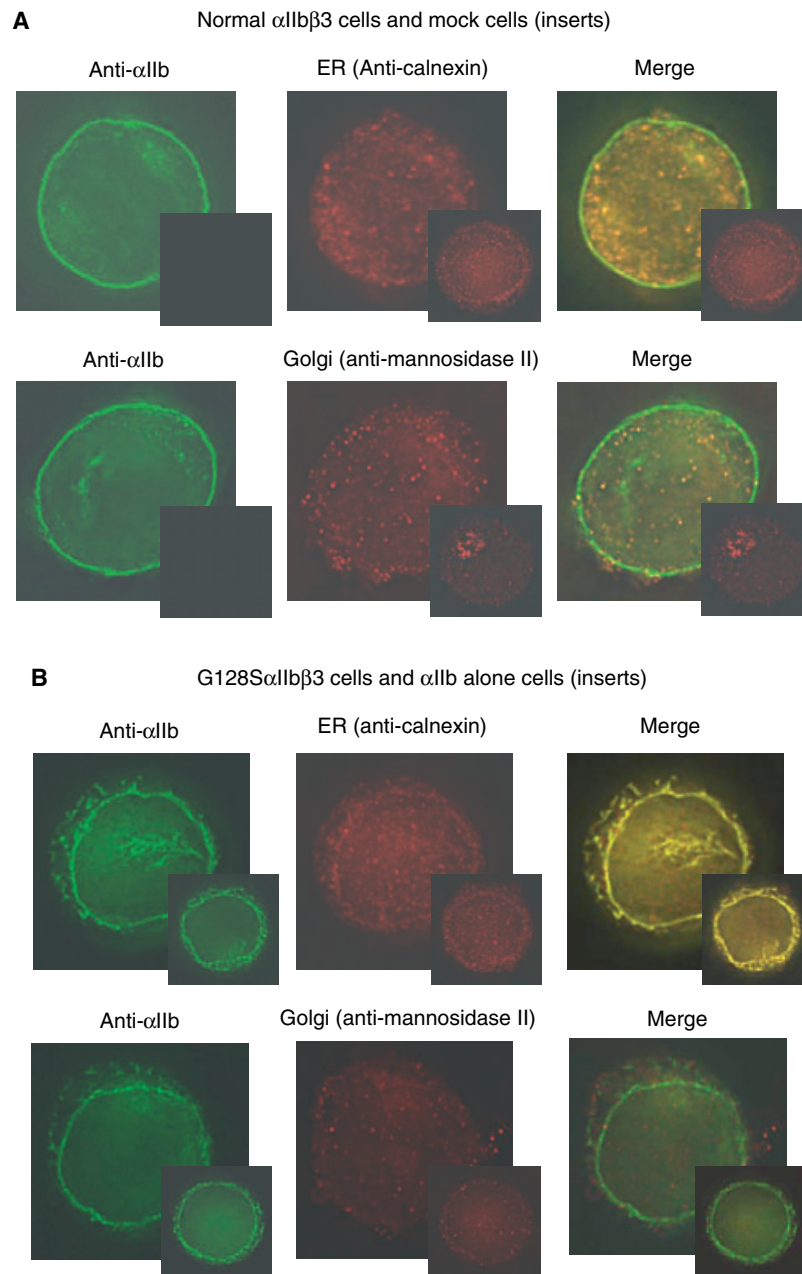 A
Normal αIIbβ3 cells and mock cells (inserts)
Anti-αIIb ER (Anti-calnexin) Merge
Anti-αIIb Golgi (anti-mannosidase II) Merge
B
G128SαIIbβ3 cells and αIIb alone cells (inserts)
Anti-αIIb ER (anti-calnexin) Merge
Anti-αIIb Golgi (anti-mannosidase II) Merge